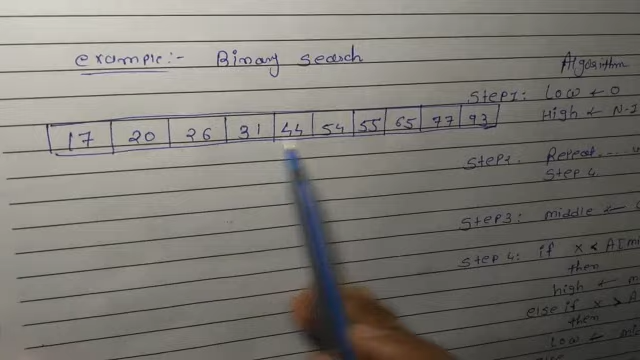 example:- Binary Search
17 20 26 31 44 54 55 65 77 93
Algorithm
Step1: Low ← 0
High ← N-1
Step2: Repeat....
Step 4
Step3: middle ←
Step 4: if X < A[mi
then
high ←
else if X >
then
low ←